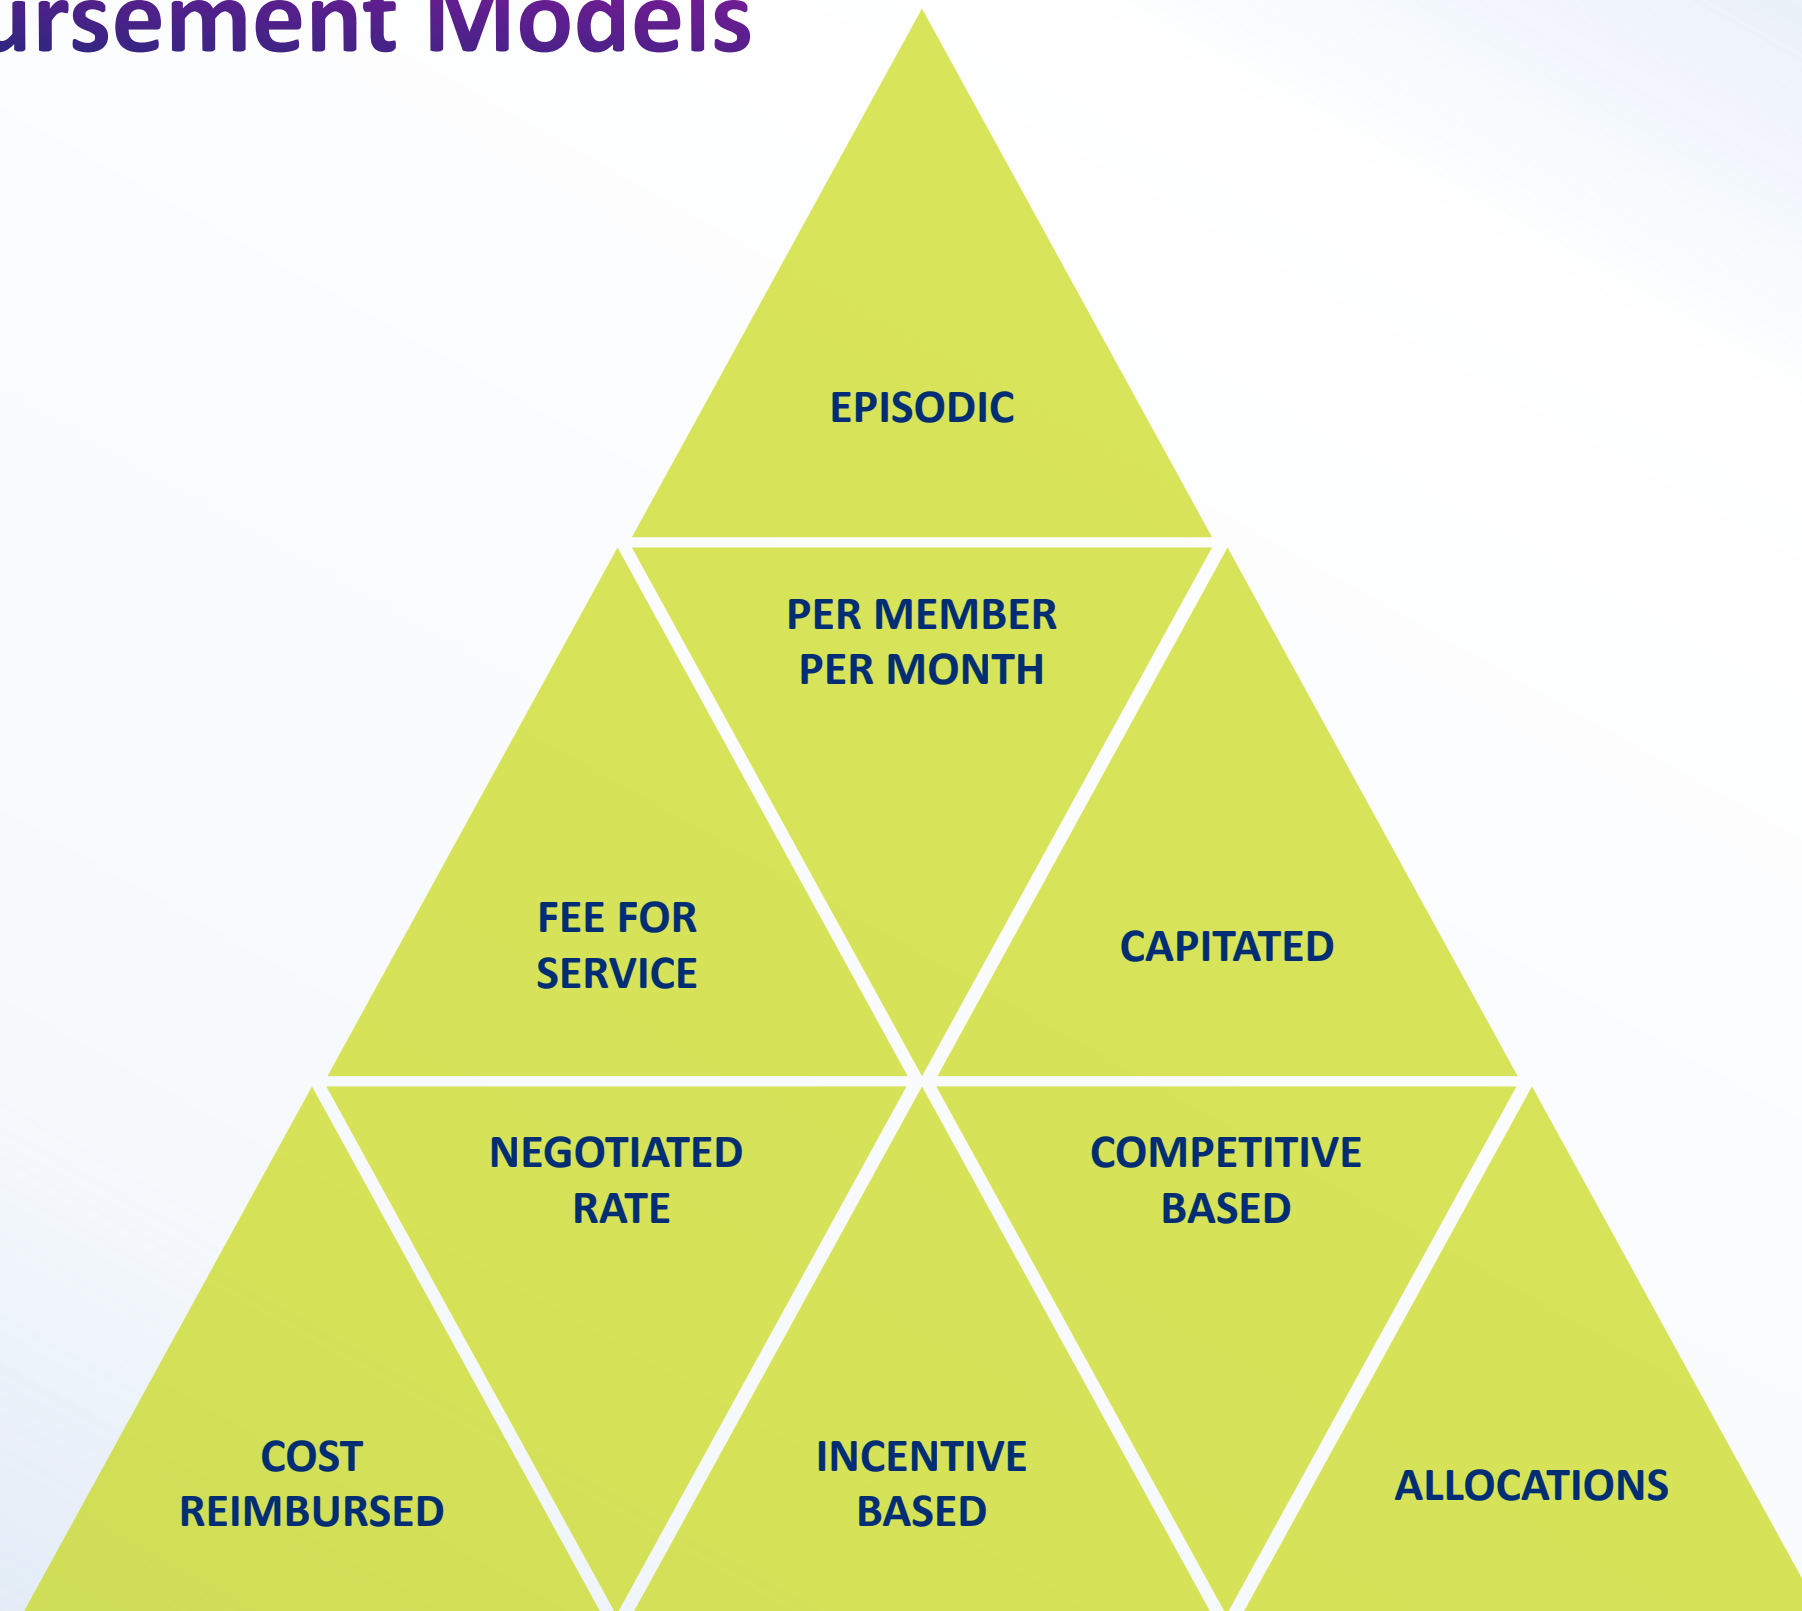 ursement Models
EPISODIC
PER MEMBER
PER MONTH
FEE FOR
SERVICE
CAPITATED
NEGOTIATED
RATE
COMPETITIVE
BASED
COST
REIMBURSED
INCENTIVE
BASED
ALLOCATIONS